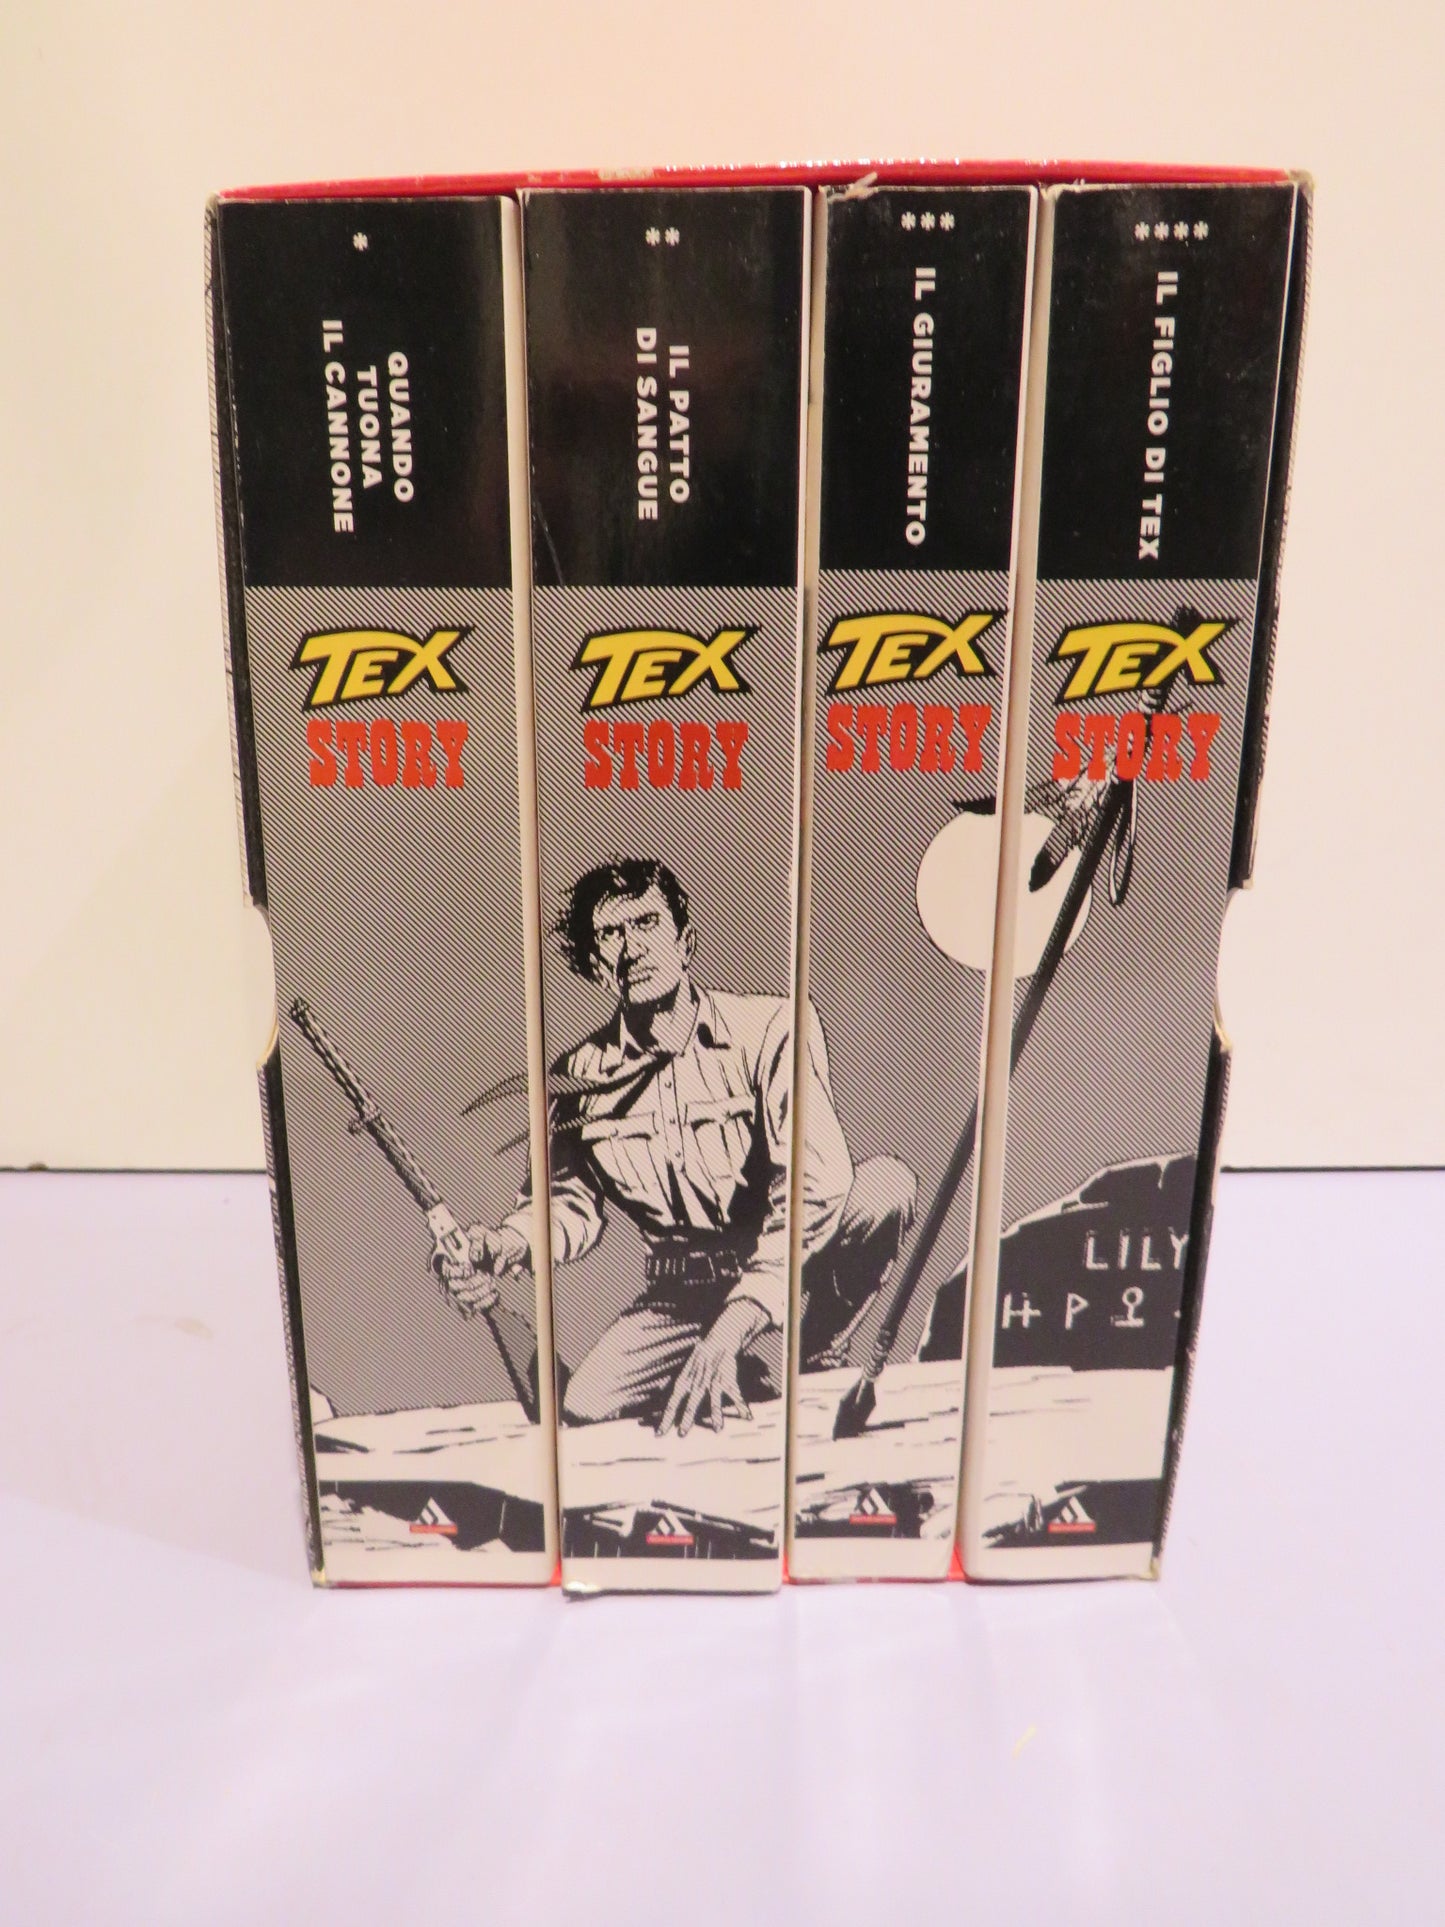 *
QUANDO
TUONA
IL CANNONE
TEX
STORY
**
IL PATTO
DI SANGUE
TEX
STORY
***
IL GIURAMENTO
TEX
STORY
****
IL FIGLIO DI TEX
TEX
STORY
LILY